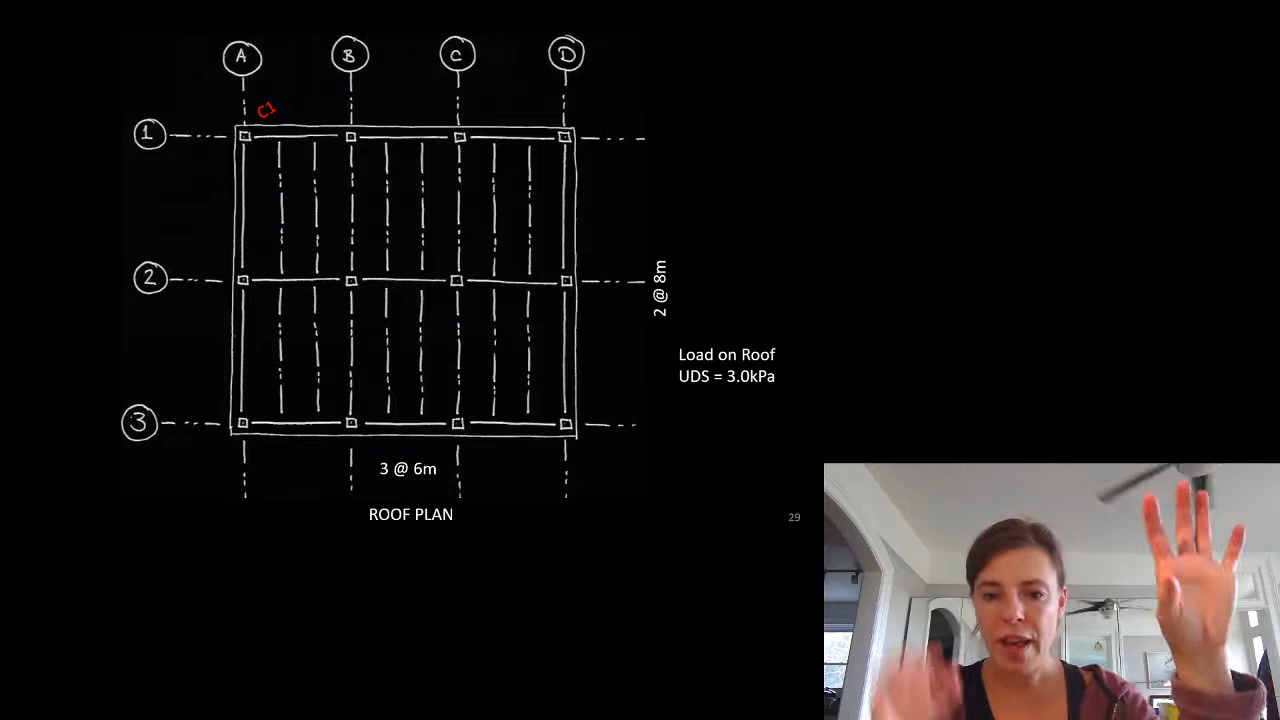 A B C D
C1
1
2
2 @ 8m
Load on Roof
UDS = 3.0kPa
3
3 @ 6m
ROOF PLAN
29